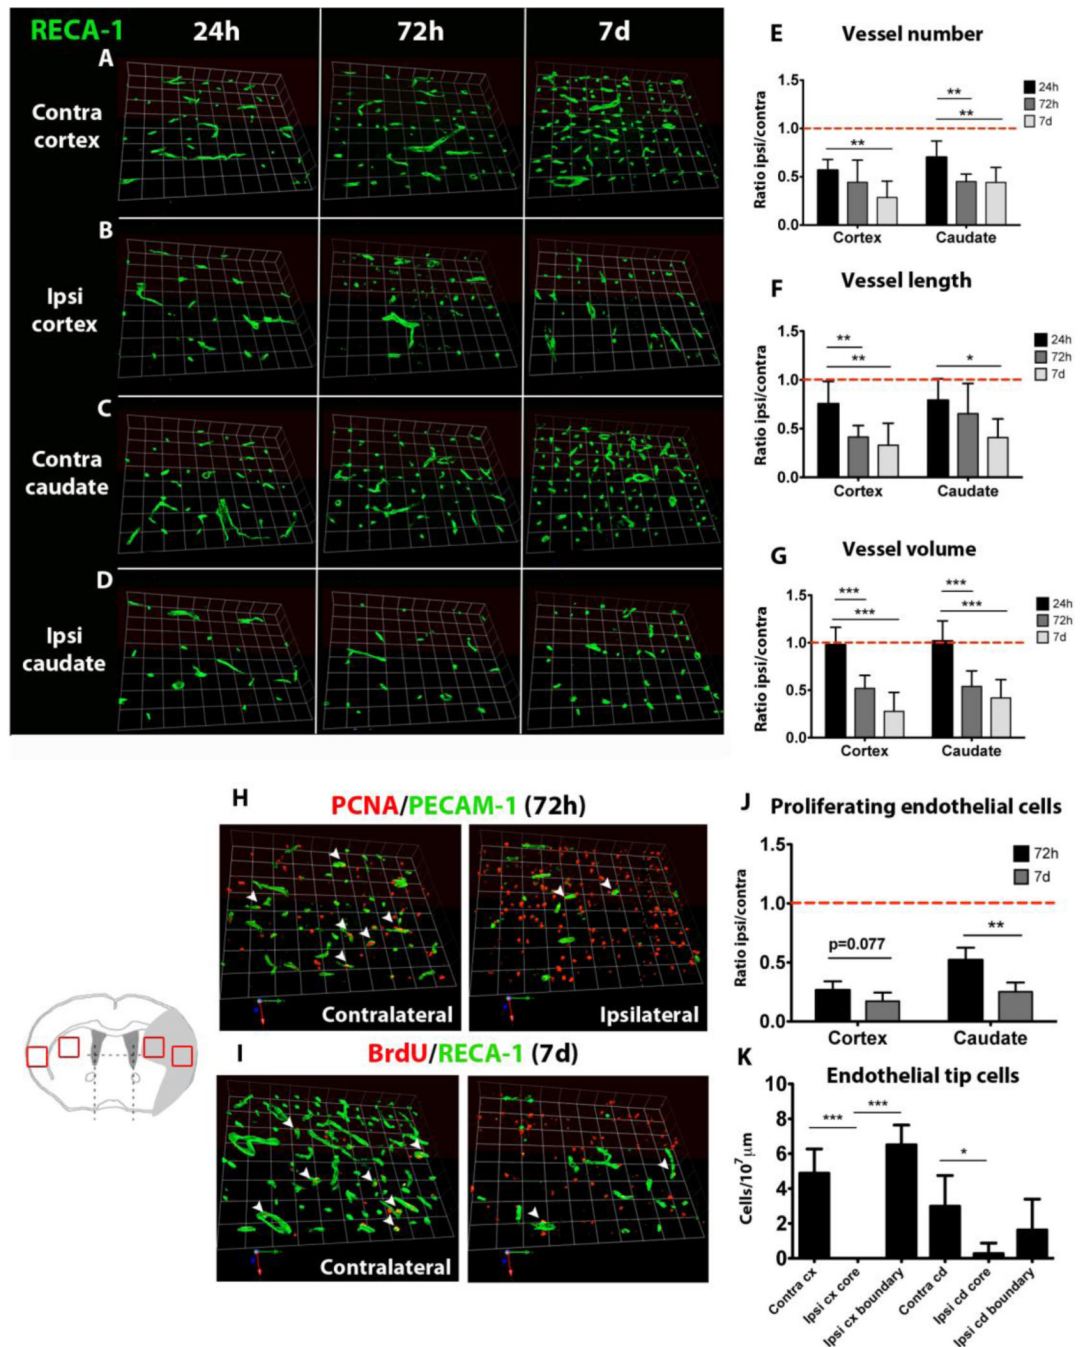 RECA-1 24h 72h 7d
A
Contra
cortex
B
Ipsi
cortex
C
Contra
caudate
D
Ipsi
caudate
E Vessel number
1.5
1.0
0.5
0.0
Ratio ipsi/contra
** ** **
24h
72h
7d
Cortex Caudate
F Vessel length
1.5
1.0
0.5
0.0
Ratio ipsi/contra
** ** *
24h
72h
7d
Cortex Caudate
G Vessel volume
1.5
1.0
0.5
0.0
Ratio ipsi/contra
*** *** *** ***
24h
72h
7d
Cortex Caudate
H PCNA/PECAM-1 (72h)
Contralateral Ipsilateral
I BrdU/RECA-1 (7d)
Contralateral
J Proliferating endothelial cells
1.5
1.0
0.5
0.0
Ratio ipsi/contra
72h
7d
p=0.077 **
Cortex Caudate
K Endothelial tip cells
10
8
6
4
2
0
Cells/10⁷μm
*** *** *
Contra cx
Ipsi cx core
Ipsi cx boundary
Contra cd
Ipsi cd core
Ipsi cd boundary